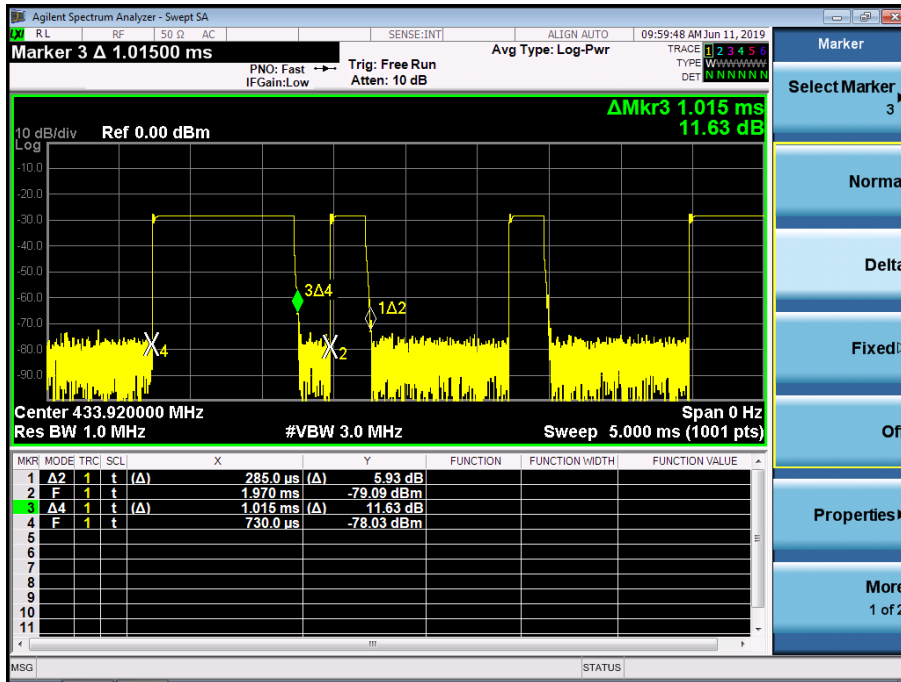 Agilent Spectrum Analyzer - Swept SA
LXI RL RF 50 Ω AC SENSE:INT ALIGN AUTO 09:59:48 AM Jun 11, 2019
Marker 3 Δ 1.01500 ms
PNO: Fast
IFGain:Low
Trig: Free Run
Atten: 10 dB
Avg Type: Log-Pwr
TRACE 1 2 3 4 5 6
TYPE WWWWWW
DET N N N N N N
ΔMkr3 1.015 ms
11.63 dB
10 dB/div Ref 0.00 dBm
Log
-10.0
-20.0
-30.0
-40.0
-50.0
-60.0
-70.0
-80.0
-90.0
3Δ4
1Δ2
4
2
Center 433.920000 MHz Span 0 Hz
Res BW 1.0 MHz #VBW 3.0 MHz Sweep 5.000 ms (1001 pts)
MKR MODE TRC SCL X Y FUNCTION FUNCTION WIDTH FUNCTION VALUE
1 Δ2 1 t (Δ) 285.0 µs (Δ) 5.93 dB
2 F 1 t 1.970 ms -79.09 dBm
3 Δ4 1 t (Δ) 1.015 ms (Δ) 11.63 dB
4 F 1 t 730.0 µs -78.03 dBm
5
6
7
8
9
10
11
MSG STATUS
Marker
Select Marker
3
Norma
Delta
Fixed
Of
Properties
More
1 of 2